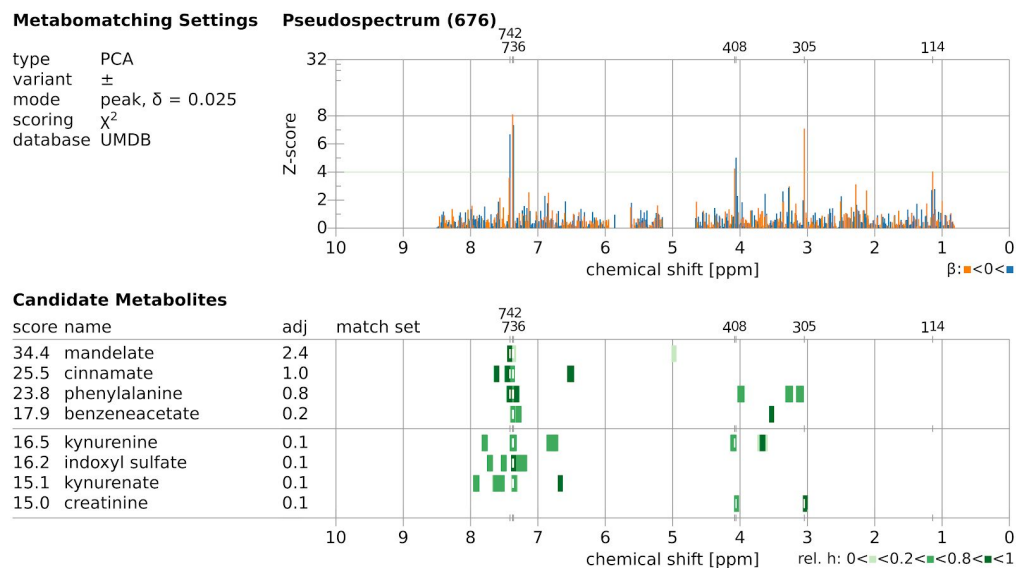 Metabomatching Settings
type PCA
variant ±
mode peak, δ = 0.025
scoring χ²
database UMDB
Pseudospectrum (676)
742
736 408 305 114
Z-score
32
8
6
4
2
0
10 9 8 7 6 5 4 3 2 1 0
chemical shift [ppm]
β: <0<
Candidate Metabolites
742
score name adj match set 736 408 305 114
34.4 mandelate 2.4
25.5 cinnamate 1.0
23.8 phenylalanine 0.8
17.9 benzeneacetate 0.2
16.5 kynurenine 0.1
16.2 indoxyl sulfate 0.1
15.1 kynurenate 0.1
15.0 creatinine 0.1
10 9 8 7 6 5 4 3 2 1 0
chemical shift [ppm]
rel. h: 0< <0.2< <0.8< <1